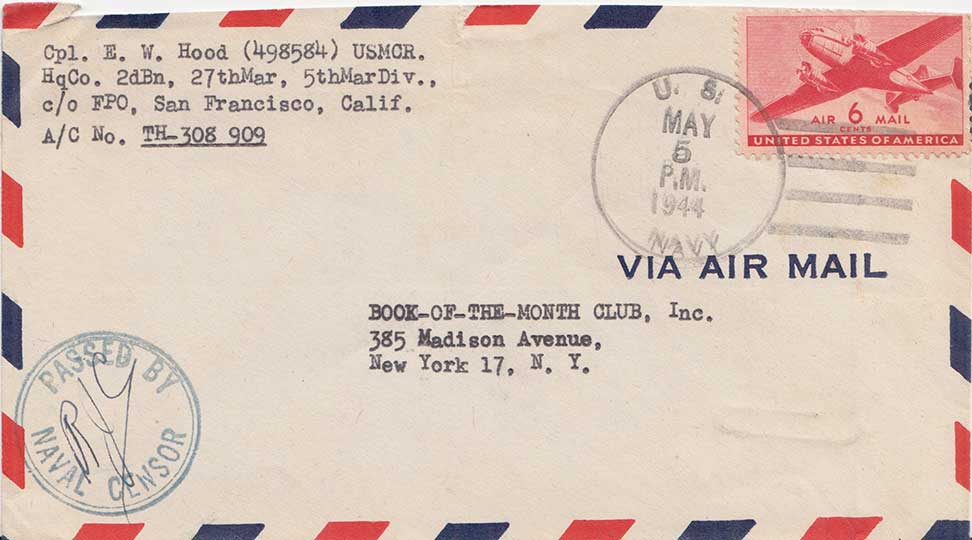 Cpl. E. W. Hood (498584) USMCR.
HqCo. 2dBn, 27thMar, 5thMarDiv.,
c/o FPO, San Francisco, Calif.
A/C No. TH-308 909
U. S.
MAY
5
P.M.
1944
NAVY
AIR 6 MAIL
CENTS
UNITED STATES OF AMERICA
VIA AIR MAIL
BOOK-OF-THE-MONTH CLUB, Inc.
385 Madison Avenue,
New York 17, N. Y.
PASSED BY
NAVAL CENSOR